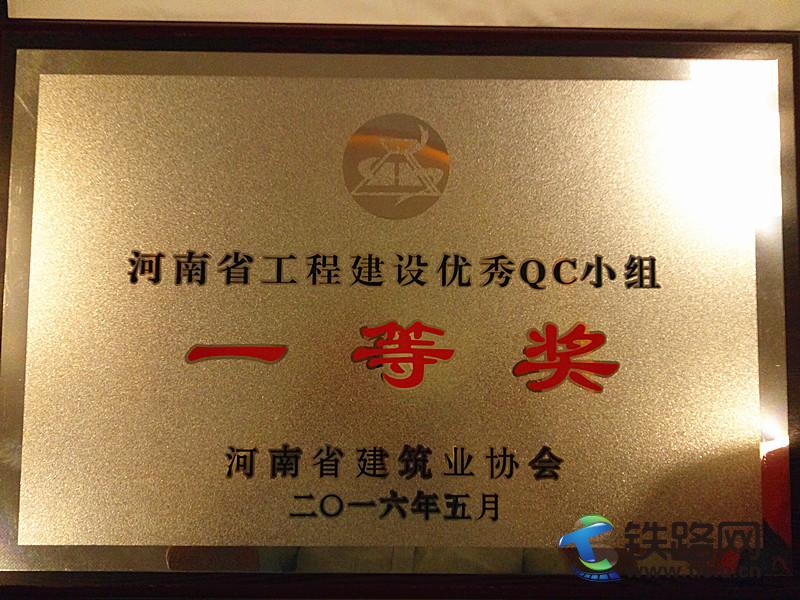 河南省工程建设优秀QC小组
一等奖
河南省建筑业协会
二〇一六年五月
铁路网